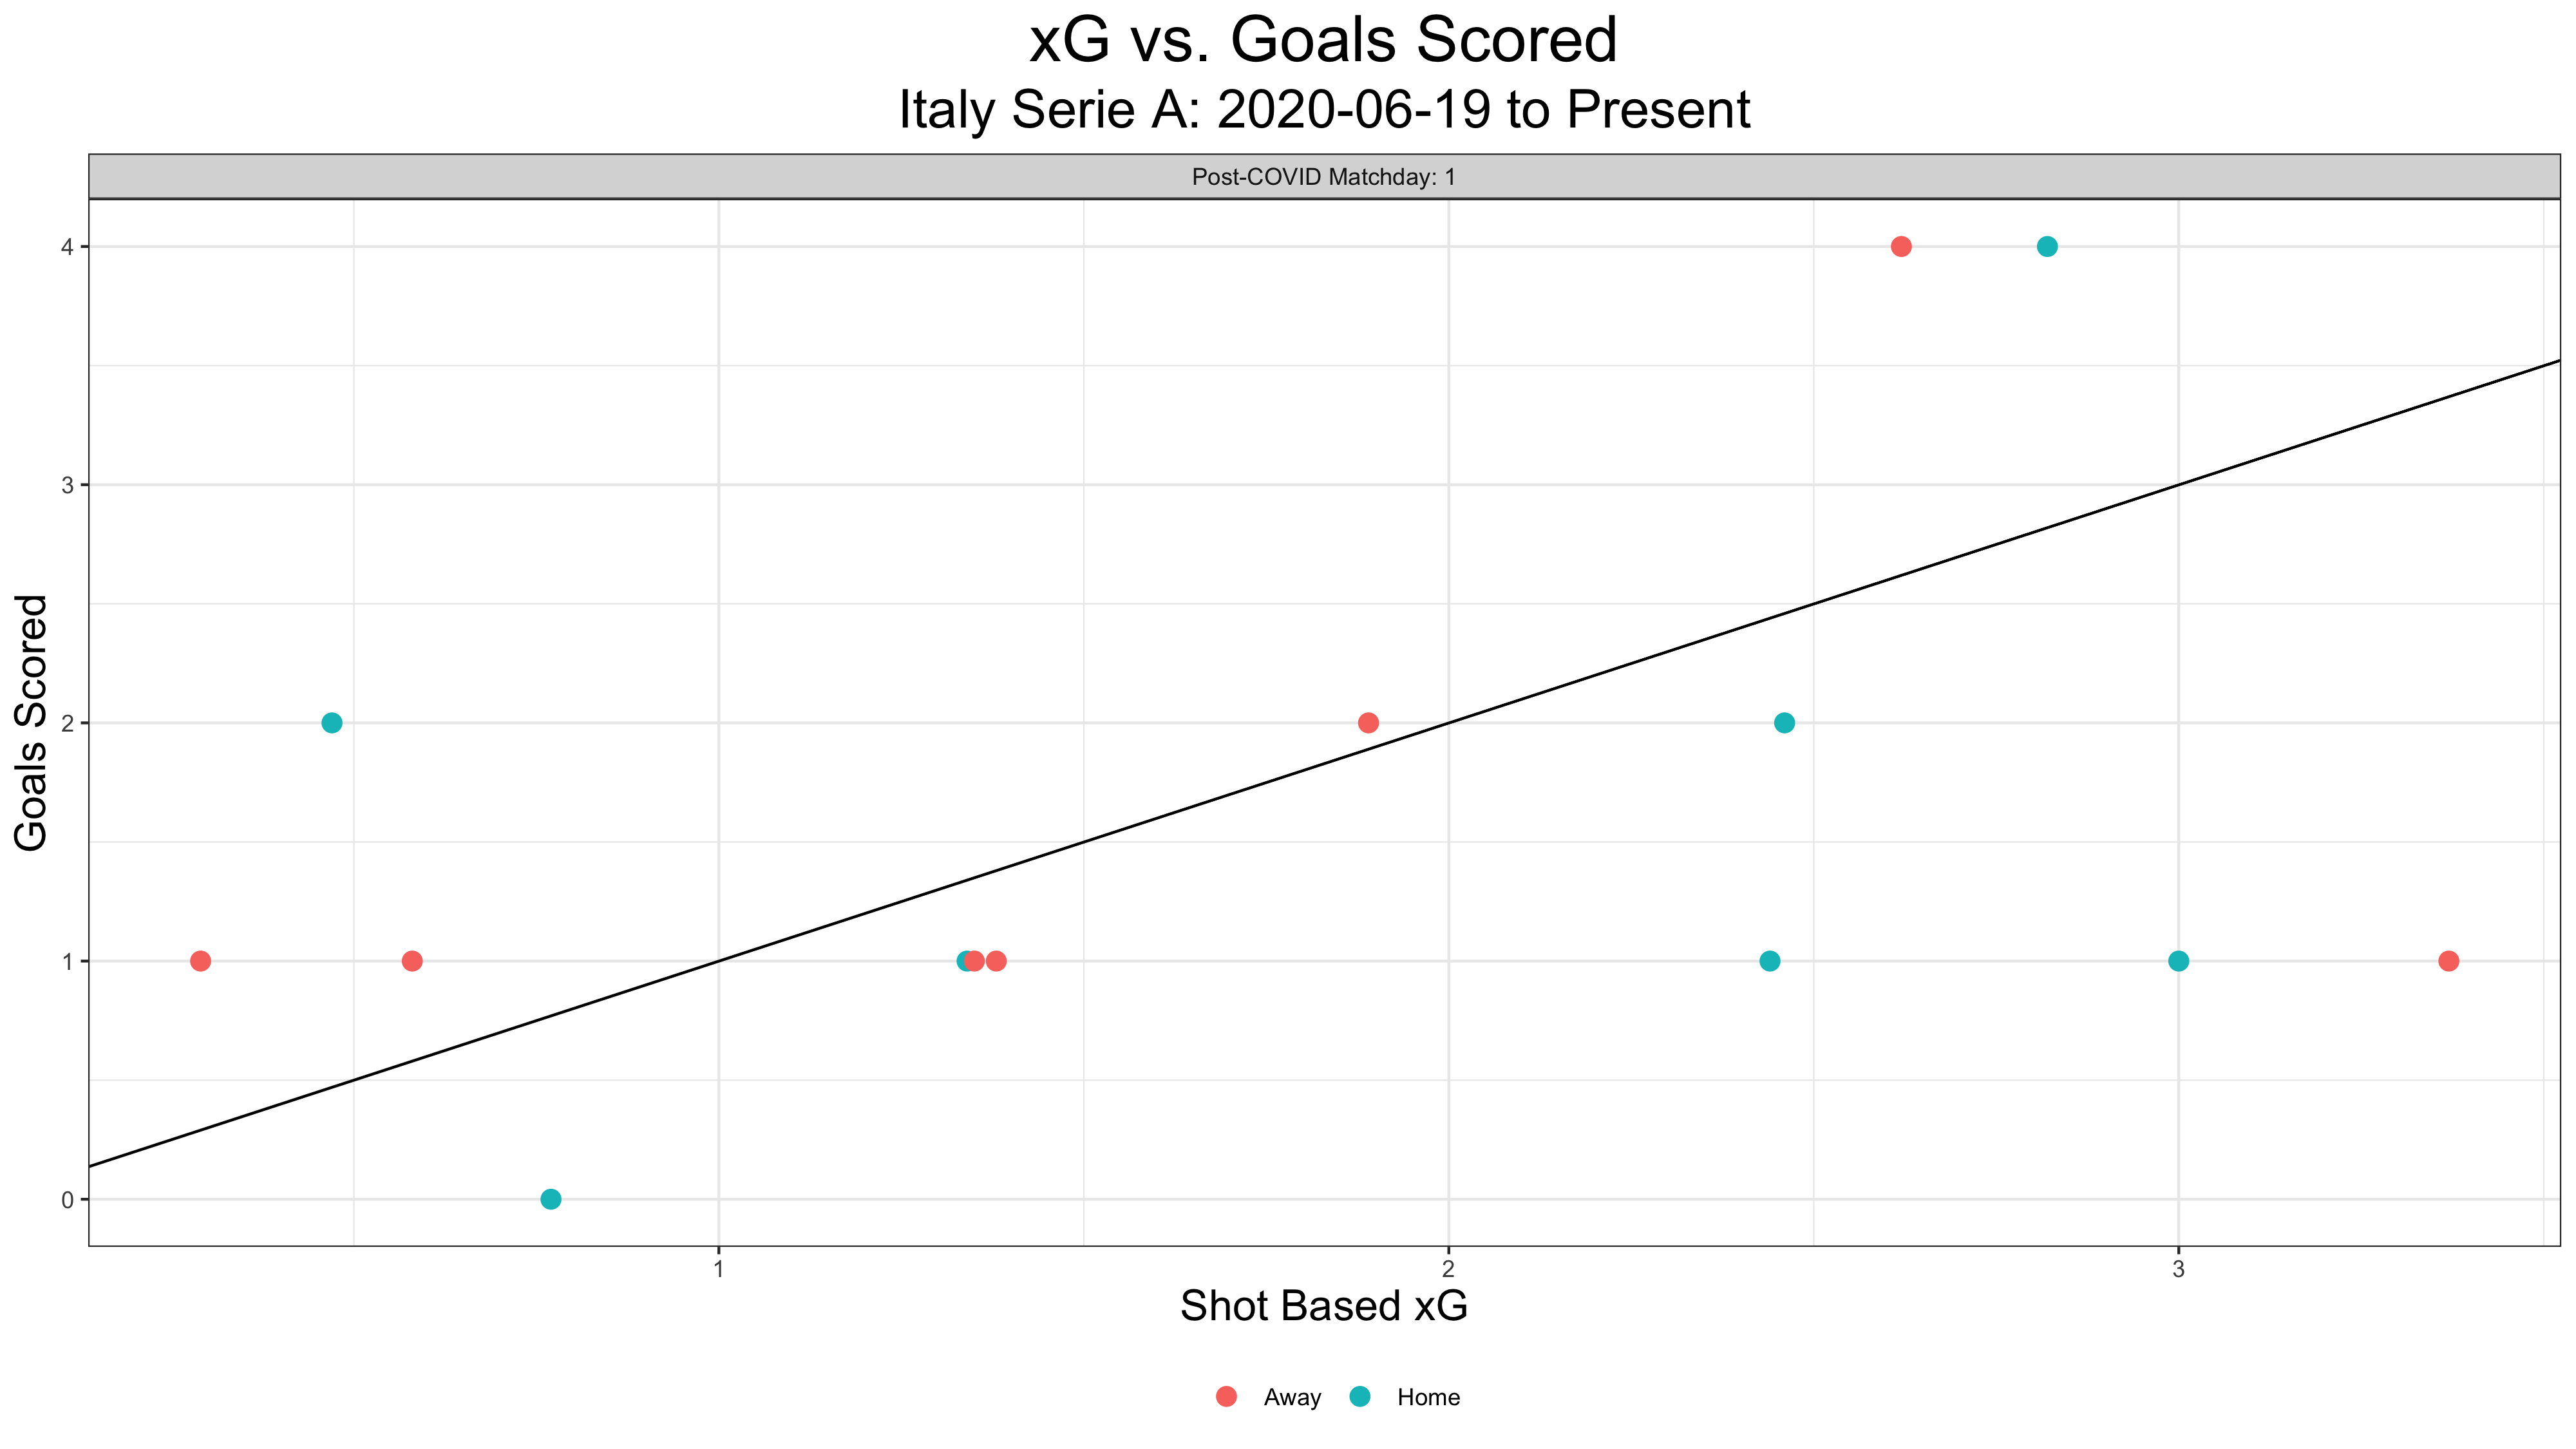 xG vs. Goals Scored
Italy Serie A: 2020-06-19 to Present
Post-COVID Matchday: 1
Goals Scored
4
3
2
1
0
1
2
3
Shot Based xG
Away
Home